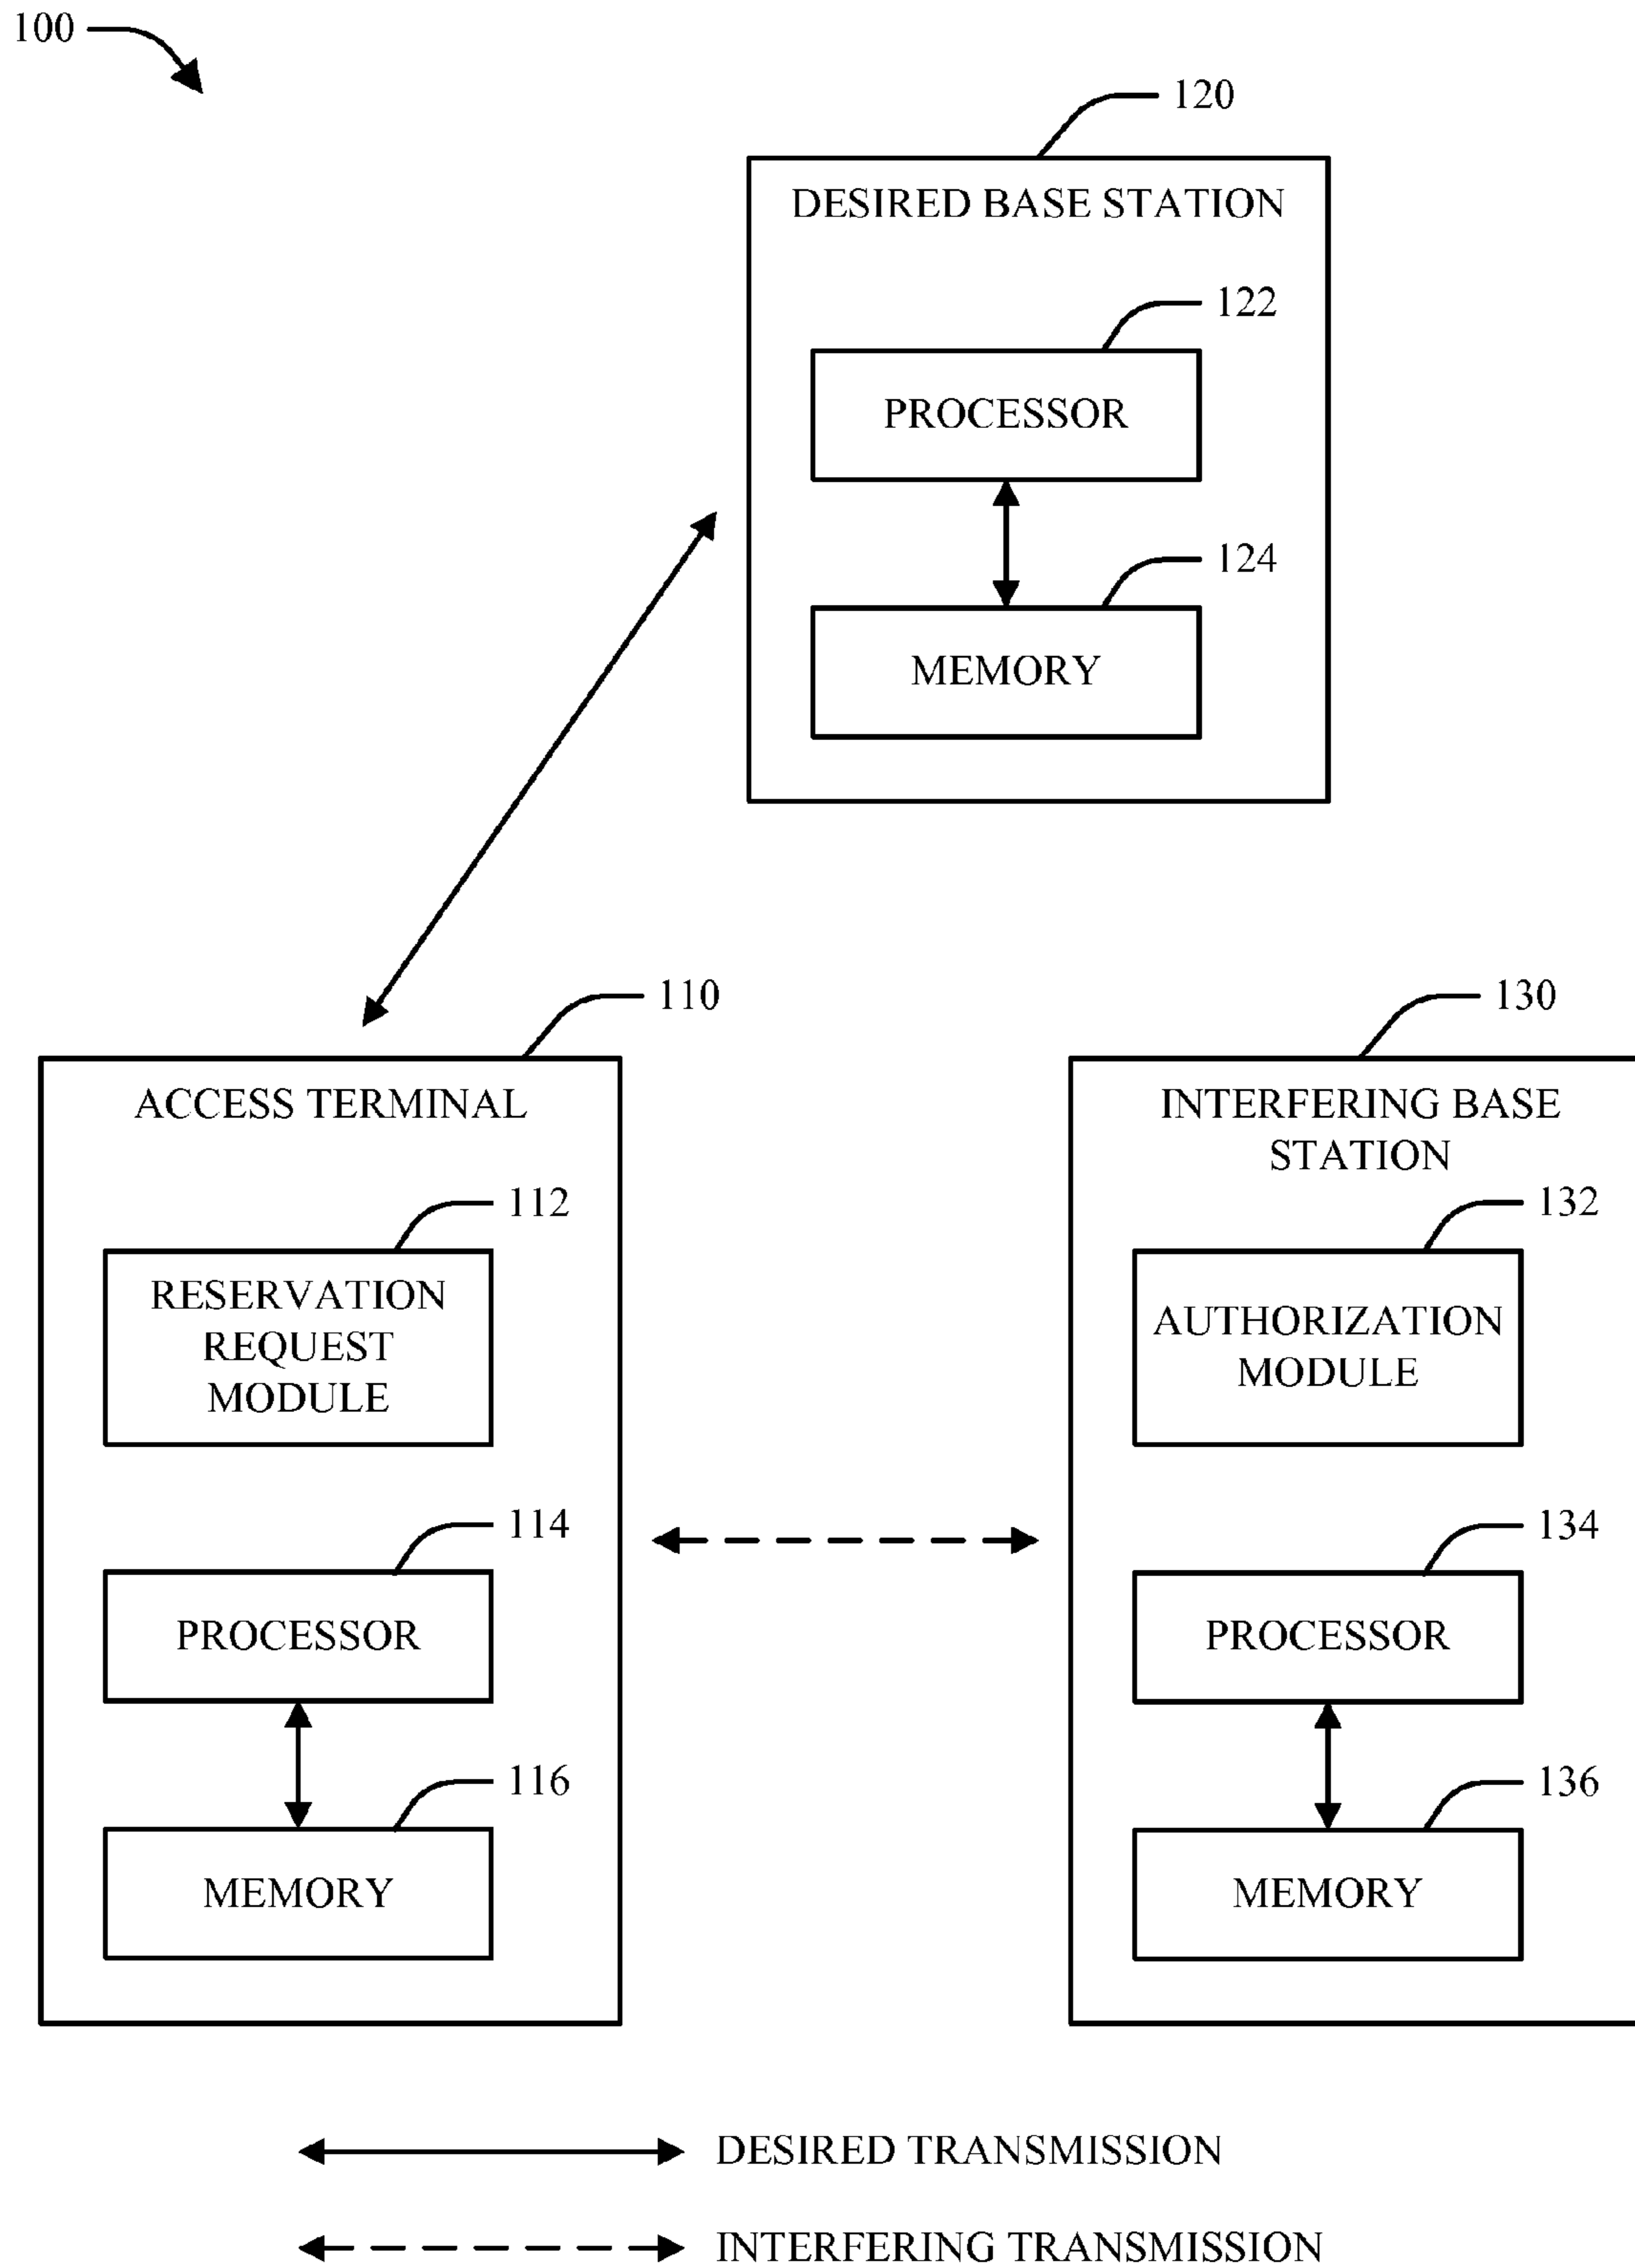 100
120
DESIRED BASE STATION
122
PROCESSOR
124
MEMORY
110
ACCESS TERMINAL
112
RESERVATION
REQUEST
MODULE
114
PROCESSOR
116
MEMORY
130
INTERFERING BASE
STATION
132
AUTHORIZATION
MODULE
134
PROCESSOR
136
MEMORY
DESIRED TRANSMISSION
INTERFERING TRANSMISSION